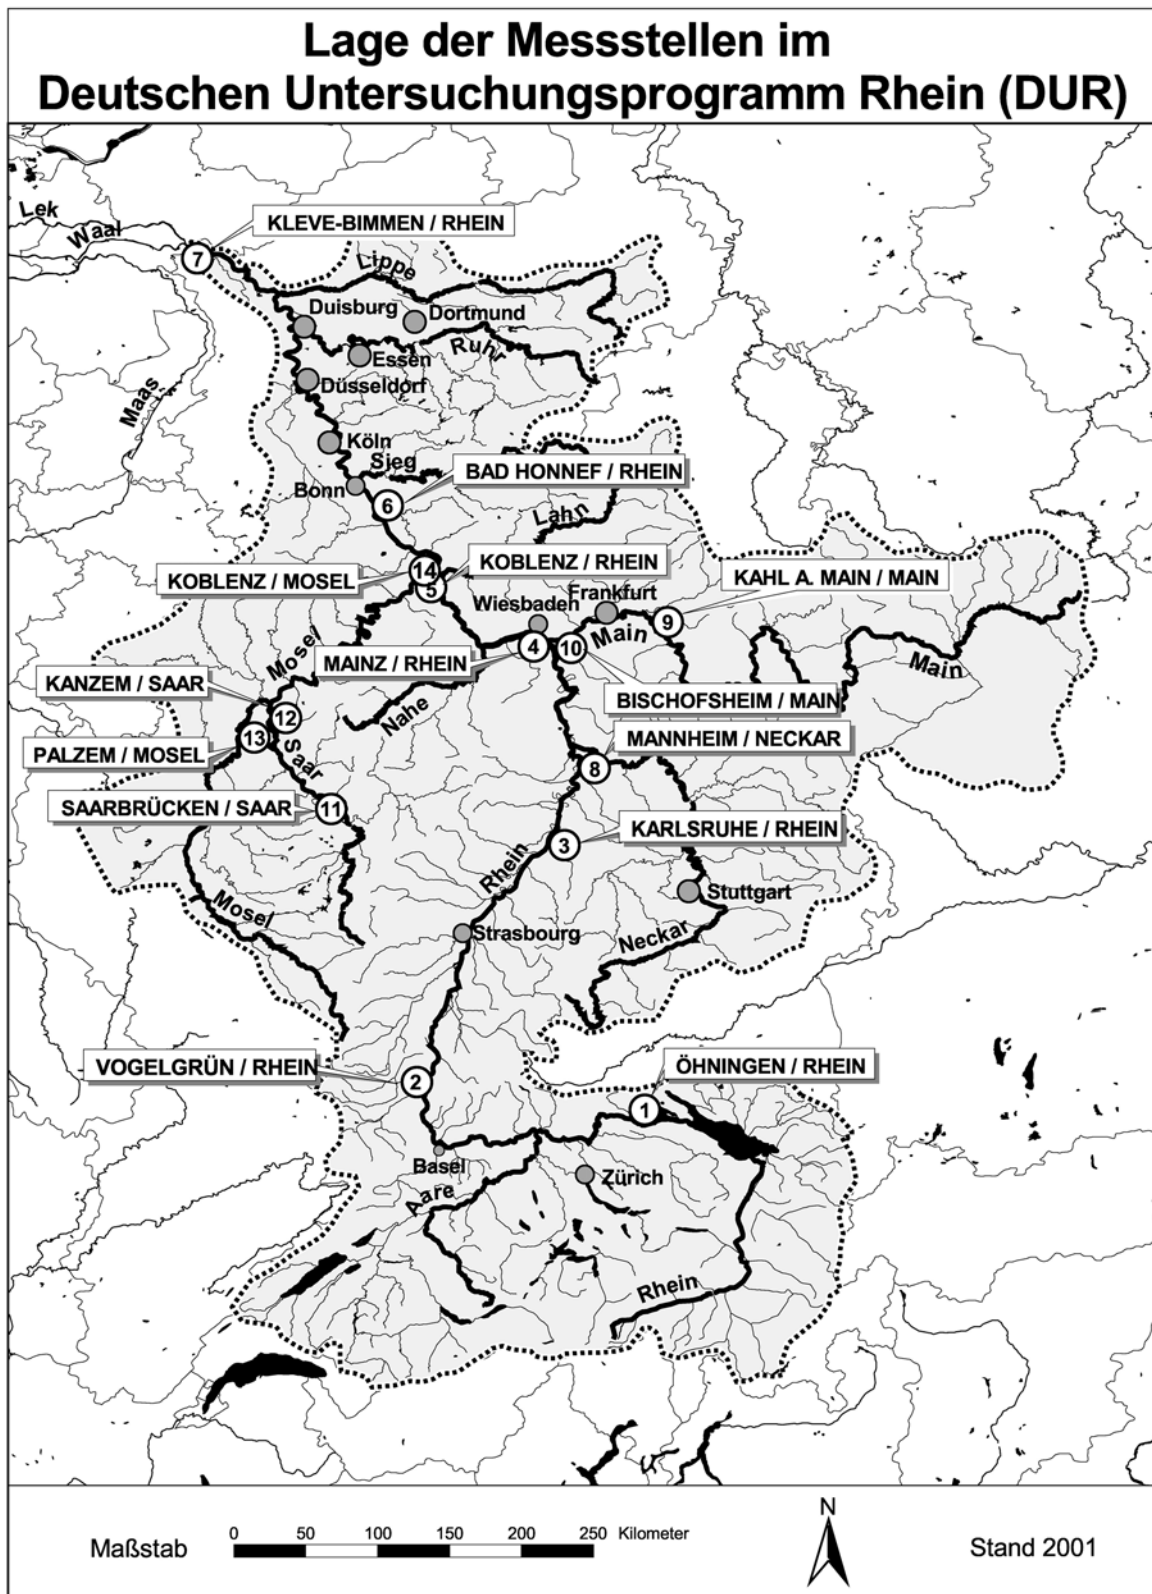 Lage der Messstellen im
Deutschen Untersuchungsprogramm Rhein (DUR)
Lek
Waal
KLEVE-BIMMEN / RHEIN
7
Lippe
Duisburg
Dortmund
Ruhr
Essen
Düsseldorf
Maas
Köln
Sieg
BAD HONNEF / RHEIN
Bonn
6
Lahn
KOBLENZ / MOSEL
14
KOBLENZ / RHEIN
5
KAHL A. MAIN / MAIN
Wiesbaden
Frankfurt
9
Mosel
MAINZ / RHEIN
4
10
Main
Main
KANZEM / SAAR
12
Nahe
BISCHOFSHEIM / MAIN
PALZEM / MOSEL
13
Saar
MANNHEIM / NECKAR
8
SAARBRÜCKEN / SAAR
11
KARLSRUHE / RHEIN
3
Rhein
Stuttgart
Mosel
Strasbourg
Neckar
VOGELGRÜN / RHEIN
2
ÖHNINGEN / RHEIN
1
Basel
Zürich
Aare
Rhein
N
Maßstab
0 50 100 150 200 250 Kilometer
Stand 2001